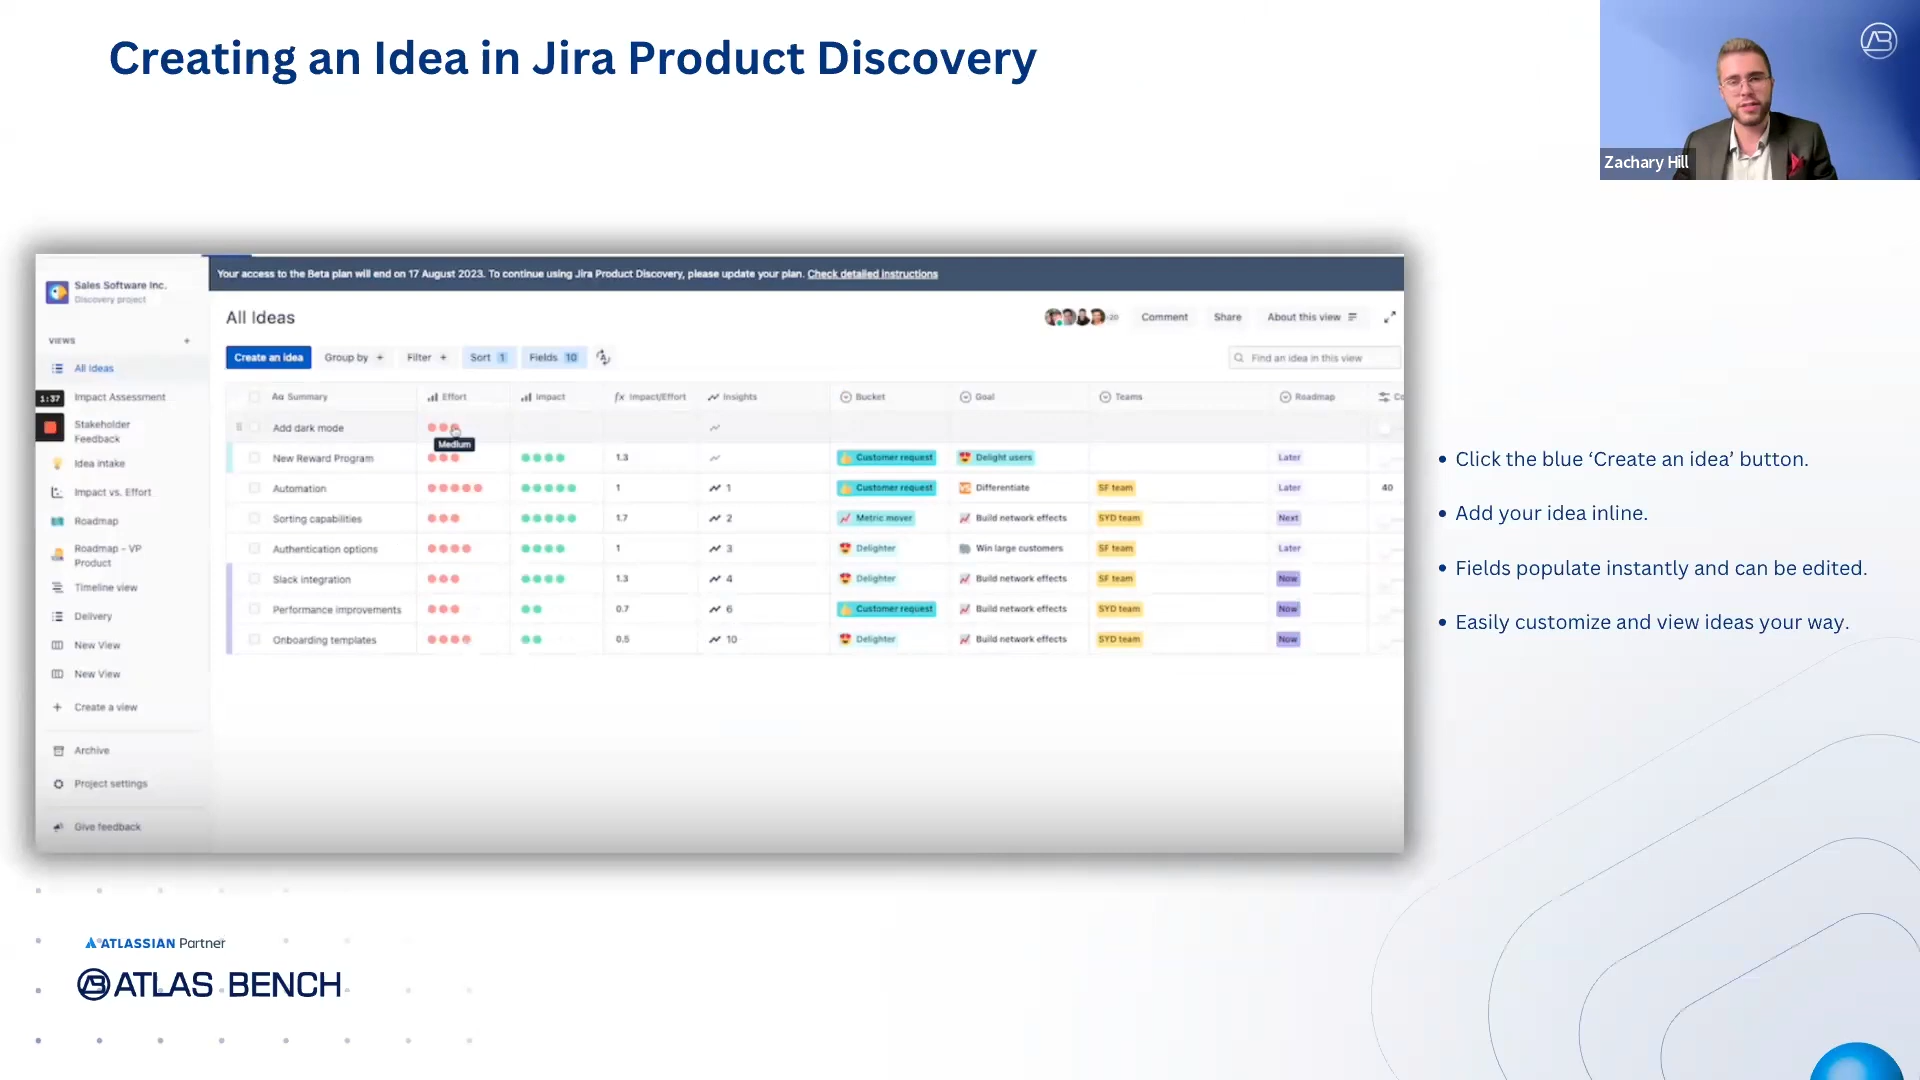 Creating an Idea in Jira Product Discovery
Zachary Hill
Sales Software Inc.
Discovery project
Your access to the Beta plan will end on 17 August 2023. To continue using Jira Product Discovery, please update your plan. Check detailed instructions
VIEWS +
All Ideas
1:37
Impact Assessment
Stakeholder
Feedback
Idea intake
Impact vs. Effort
Roadmap
Roadmap - VP
Product
Timeline view
Delivery
New View
New View
+ Create a view
Archive
Project settings
Give feedback
All Ideas
+20 Comment Share About this view
Create an idea Group by + Filter + Sort 1 Fields 10 Find an idea in this view
Aa Summary Effort Impact fx Impact/Effort Insights Bucket Goal Teams Roadmap Co
Add dark mode
Medium
New Reward Program 1.3 Customer request Delight users Later
Automation 1 1 Customer request Differentiate SF team Later 40
Sorting capabilities 1.7 2 Metric mover Build network effects SYD team Next
Authentication options 1 3 Delighter Win large customers SF team Later
Slack integration 1.3 4 Delighter Build network effects SF team Now
Performance improvements 0.7 6 Customer request Build network effects SYD team Now
Onboarding templates 0.5 10 Delighter Build network effects SYD team Now
• Click the blue ‘Create an idea’ button.
• Add your idea inline.
• Fields populate instantly and can be edited.
• Easily customize and view ideas your way.
ATLASSIAN Partner
ATLAS BENCH